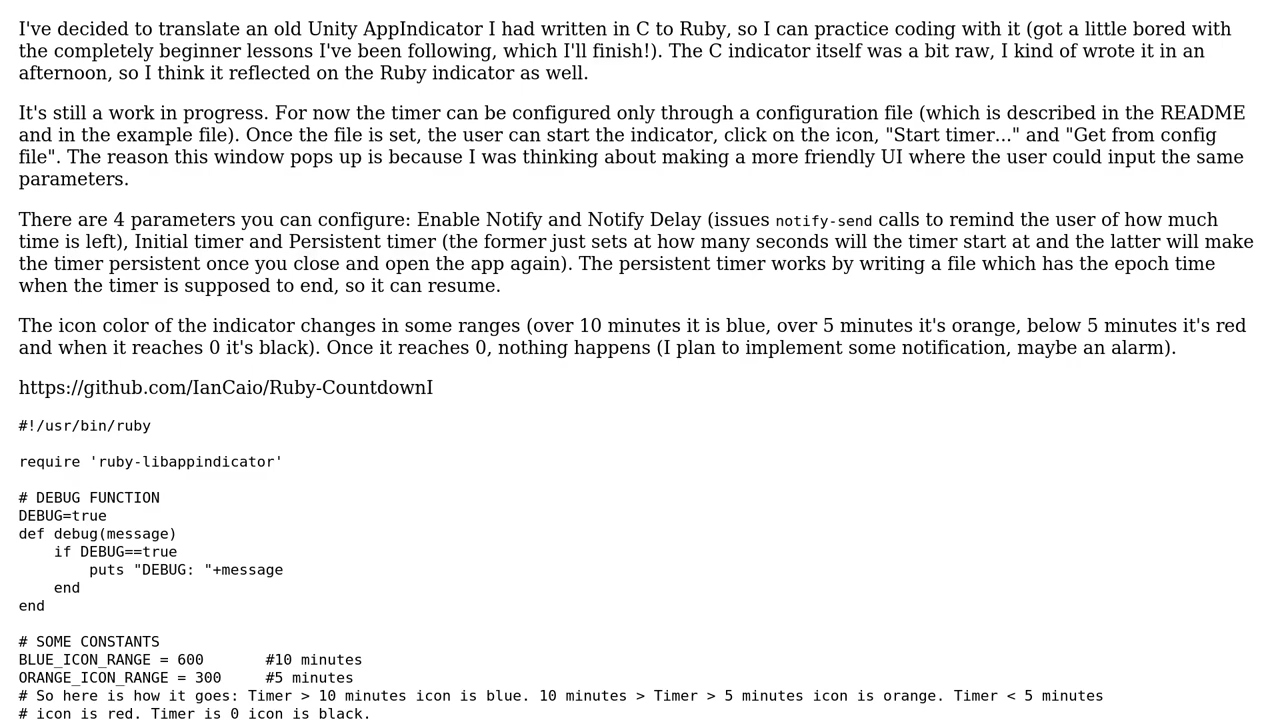 I've decided to translate an old Unity AppIndicator I had written in C to Ruby, so I can practice coding with it (got a little bored with
the completely beginner lessons I've been following, which I'll finish!). The C indicator itself was a bit raw, I kind of wrote it in an
afternoon, so I think it reflected on the Ruby indicator as well.
It's still a work in progress. For now the timer can be configured only through a configuration file (which is described in the README
and in the example file). Once the file is set, the user can start the indicator, click on the icon, "Start timer..." and "Get from config
file". The reason this window pops up is because I was thinking about making a more friendly UI where the user could input the same
parameters.
There are 4 parameters you can configure: Enable Notify and Notify Delay (issues notify-send calls to remind the user of how much
time is left), Initial timer and Persistent timer (the former just sets at how many seconds will the timer start at and the latter will make
the timer persistent once you close and open the app again). The persistent timer works by writing a file which has the epoch time
when the timer is supposed to end, so it can resume.
The icon color of the indicator changes in some ranges (over 10 minutes it is blue, over 5 minutes it's orange, below 5 minutes it's red
and when it reaches 0 it's black). Once it reaches 0, nothing happens (I plan to implement some notification, maybe an alarm).
https://github.com/IanCaio/Ruby-CountdownI
#!/usr/bin/ruby
require 'ruby-libappindicator'
# DEBUG FUNCTION
DEBUG=true
def debug(message)
    if DEBUG==true
        puts "DEBUG: "+message
    end
end
# SOME CONSTANTS
BLUE_ICON_RANGE = 600       #10 minutes
ORANGE_ICON_RANGE = 300     #5 minutes
# So here is how it goes: Timer > 10 minutes icon is blue. 10 minutes > Timer > 5 minutes icon is orange. Timer < 5 minutes
# icon is red. Timer is 0 icon is black.